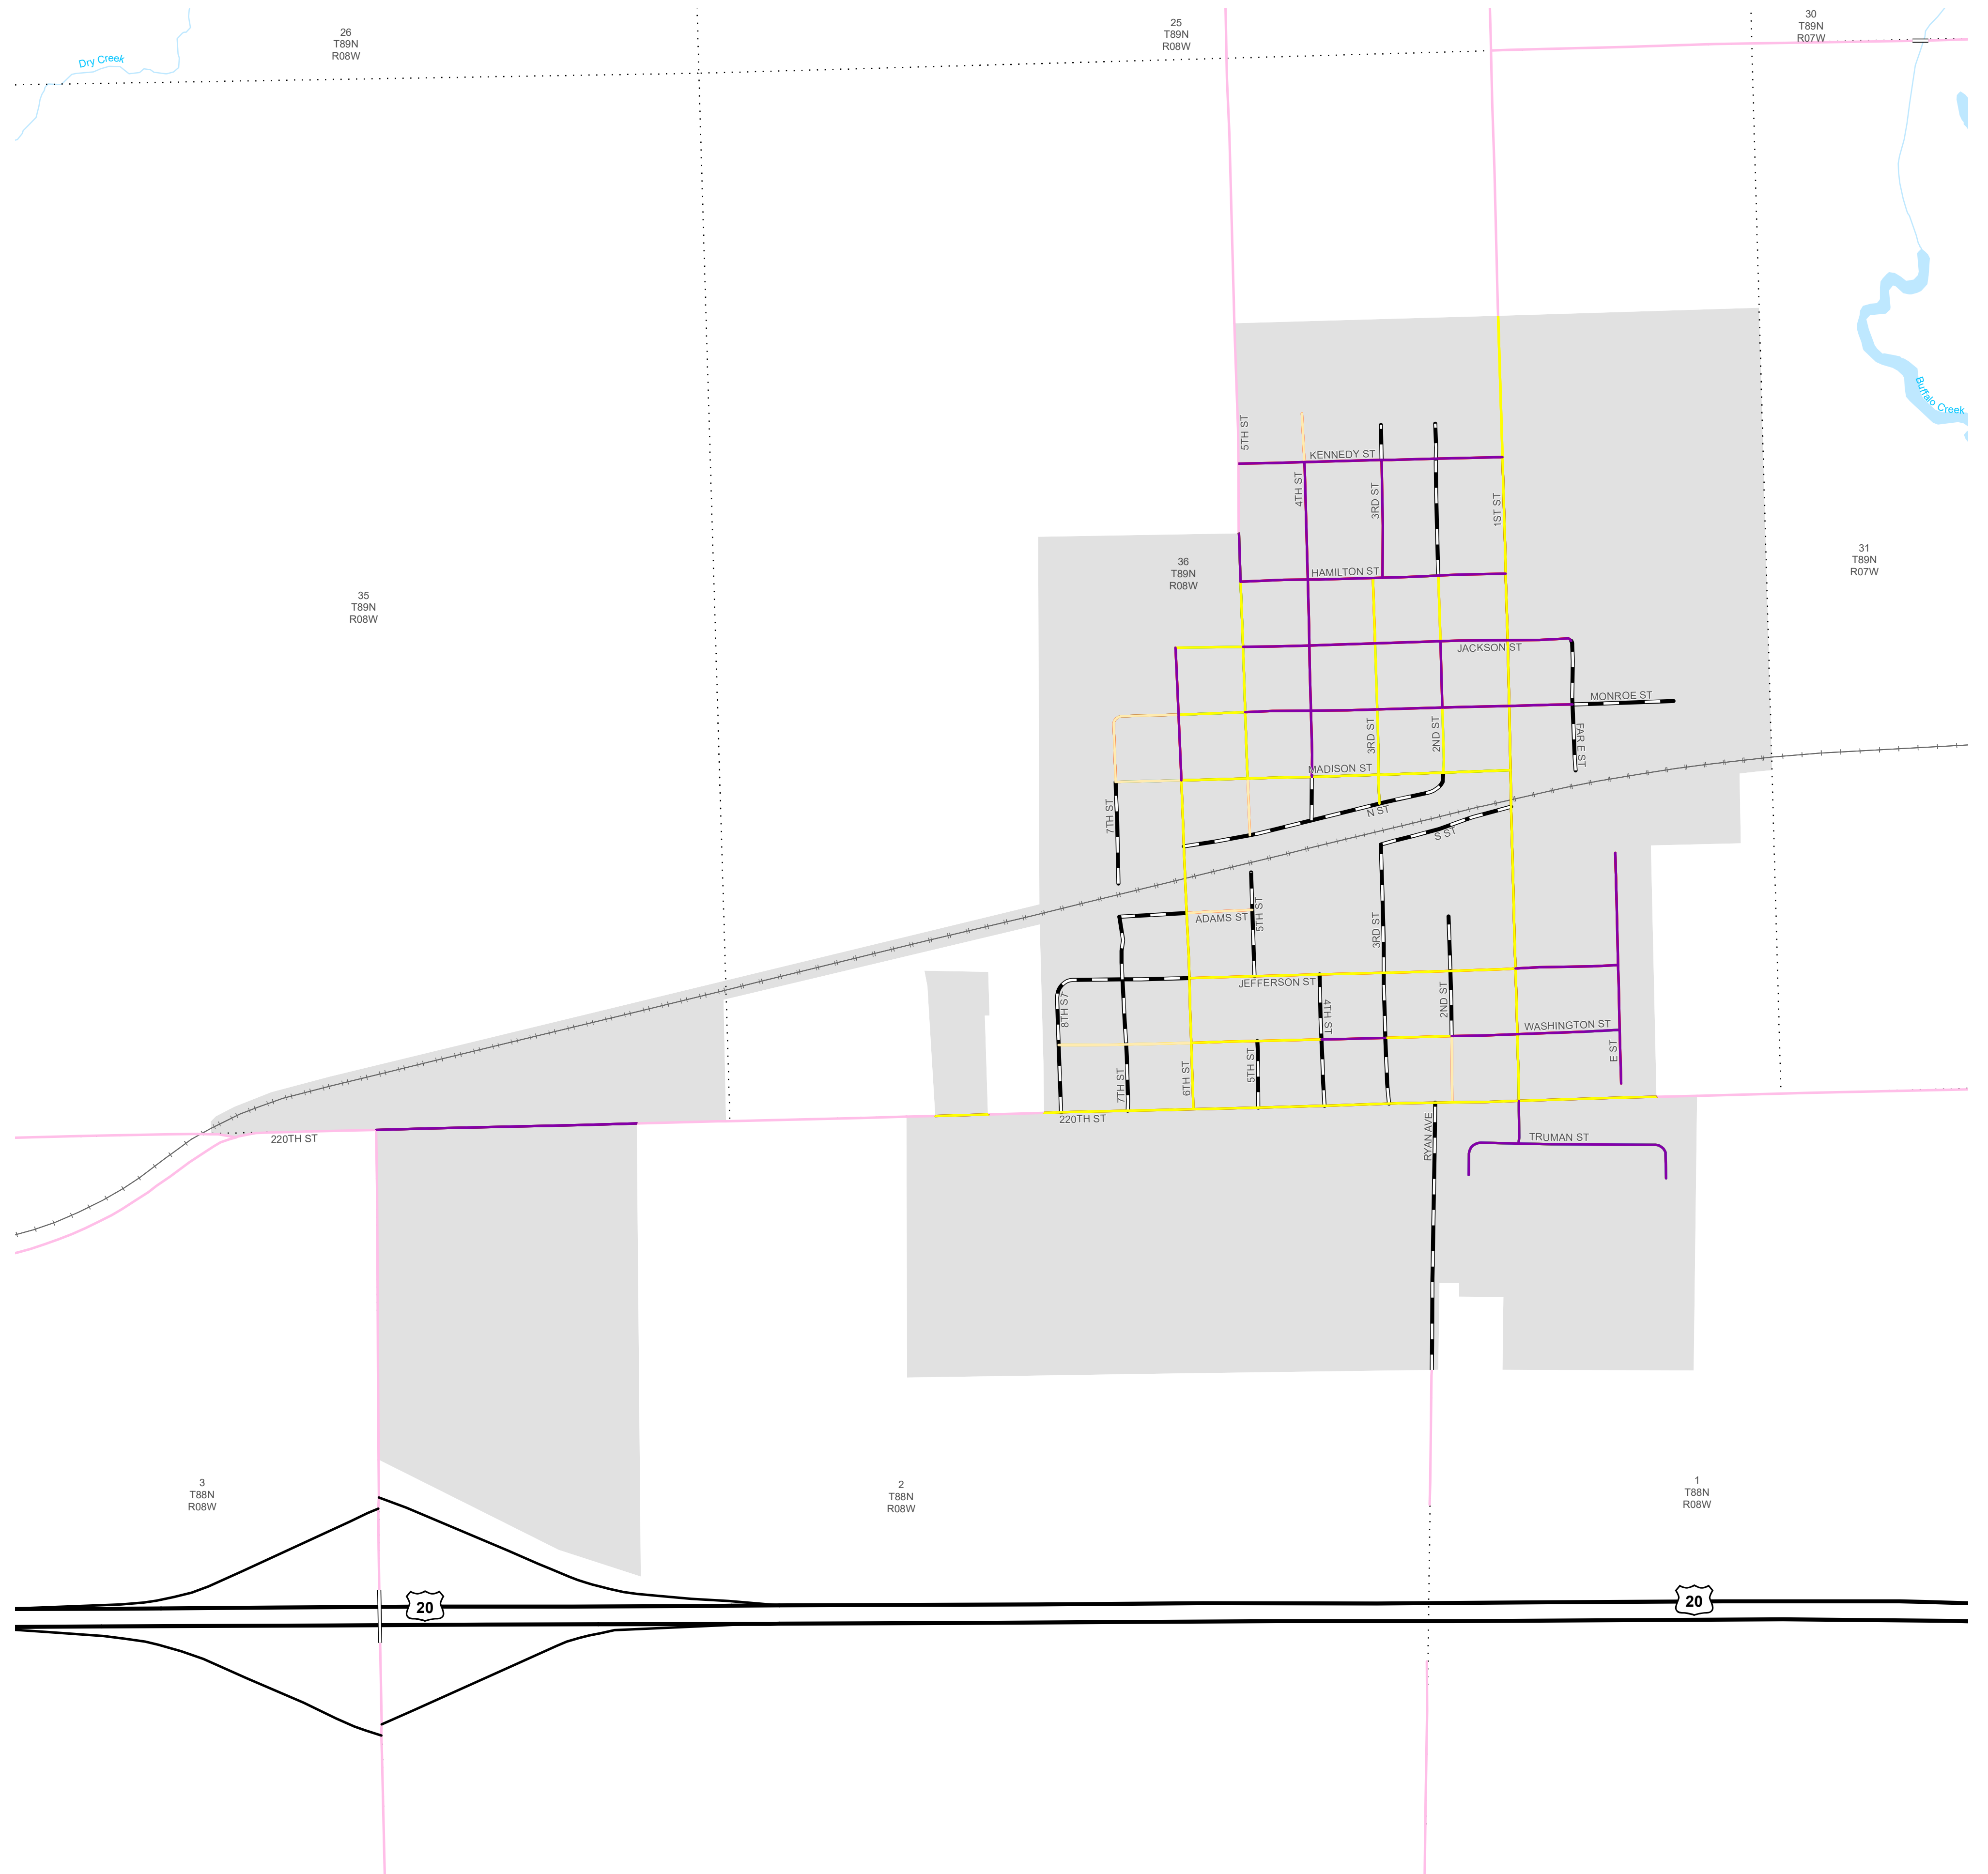 26
T89N
R08W
25
T89N
R08W
30
T89N
R07W
Dry Creek
Buffalo Creek
5TH ST
KENNEDY ST
4TH ST
3RD ST
1ST ST
36
T89N
R08W
HAMILTON ST
31
T89N
R07W
35
T89N
R08W
JACKSON ST
MONROE ST
3RD ST
2ND ST
FAR E ST
MADISON ST
7TH ST
N ST
S ST
ADAMS ST
5TH ST
3RD ST
JEFFERSON ST
8TH ST
4TH ST
2ND ST
WASHINGTON ST
E ST
7TH ST
6TH ST
5TH ST
220TH ST
220TH ST
RYAN AVE
TRUMAN ST
3
T88N
R08W
2
T88N
R08W
1
T88N
R08W
20
20